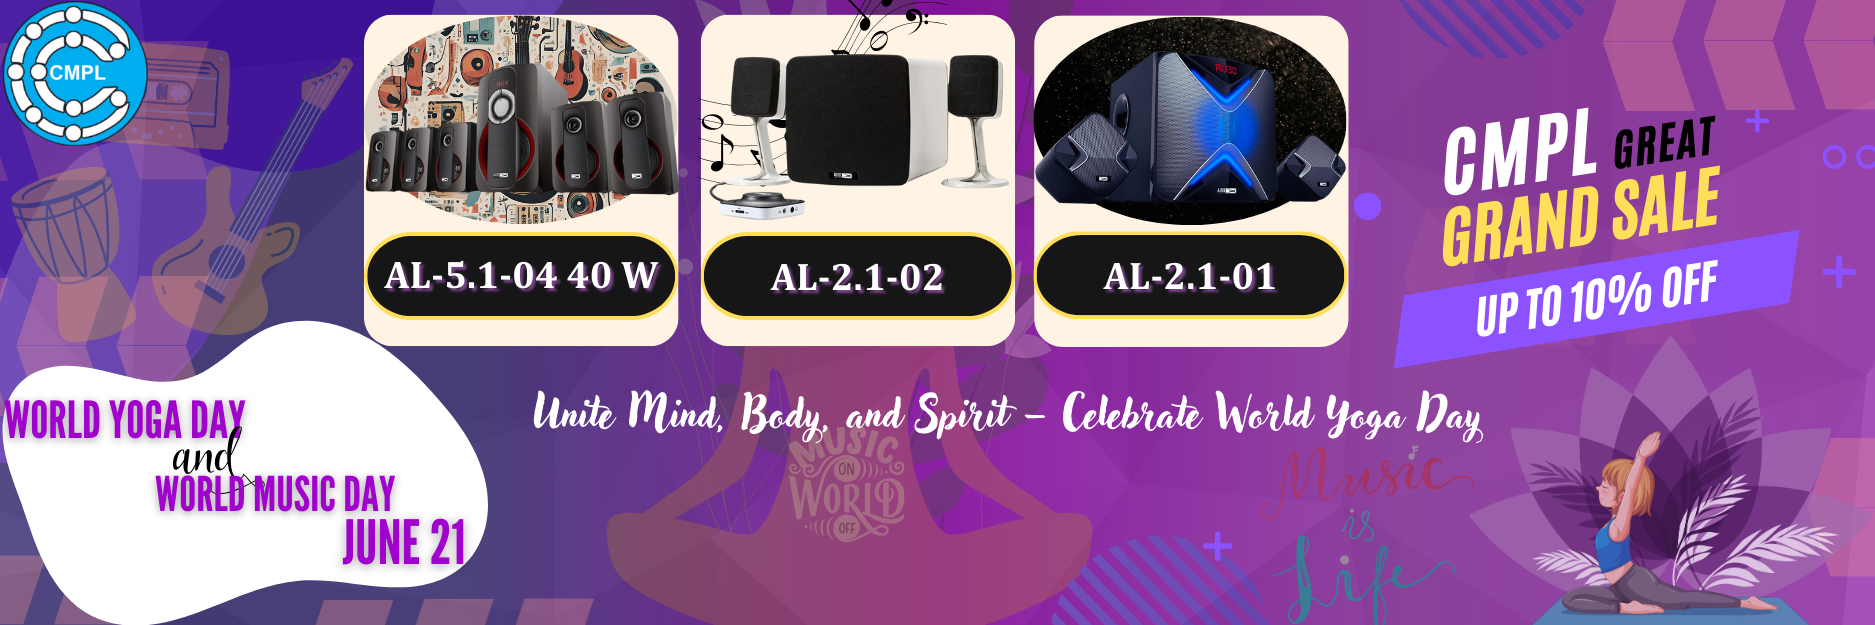 CMPL
AL-5.1-04 40 W
AL-2.1-02
AL-2.1-01
CMPL GREAT
GRAND SALE
UP TO 10% OFF
WORLD YOGA DAY
and
WORLD MUSIC DAY
JUNE 21
Unite Mind, Body, and Spirit – Celebrate World Yoga Day
MUSIC
ON
WORLD
OFF
Music
is
Life